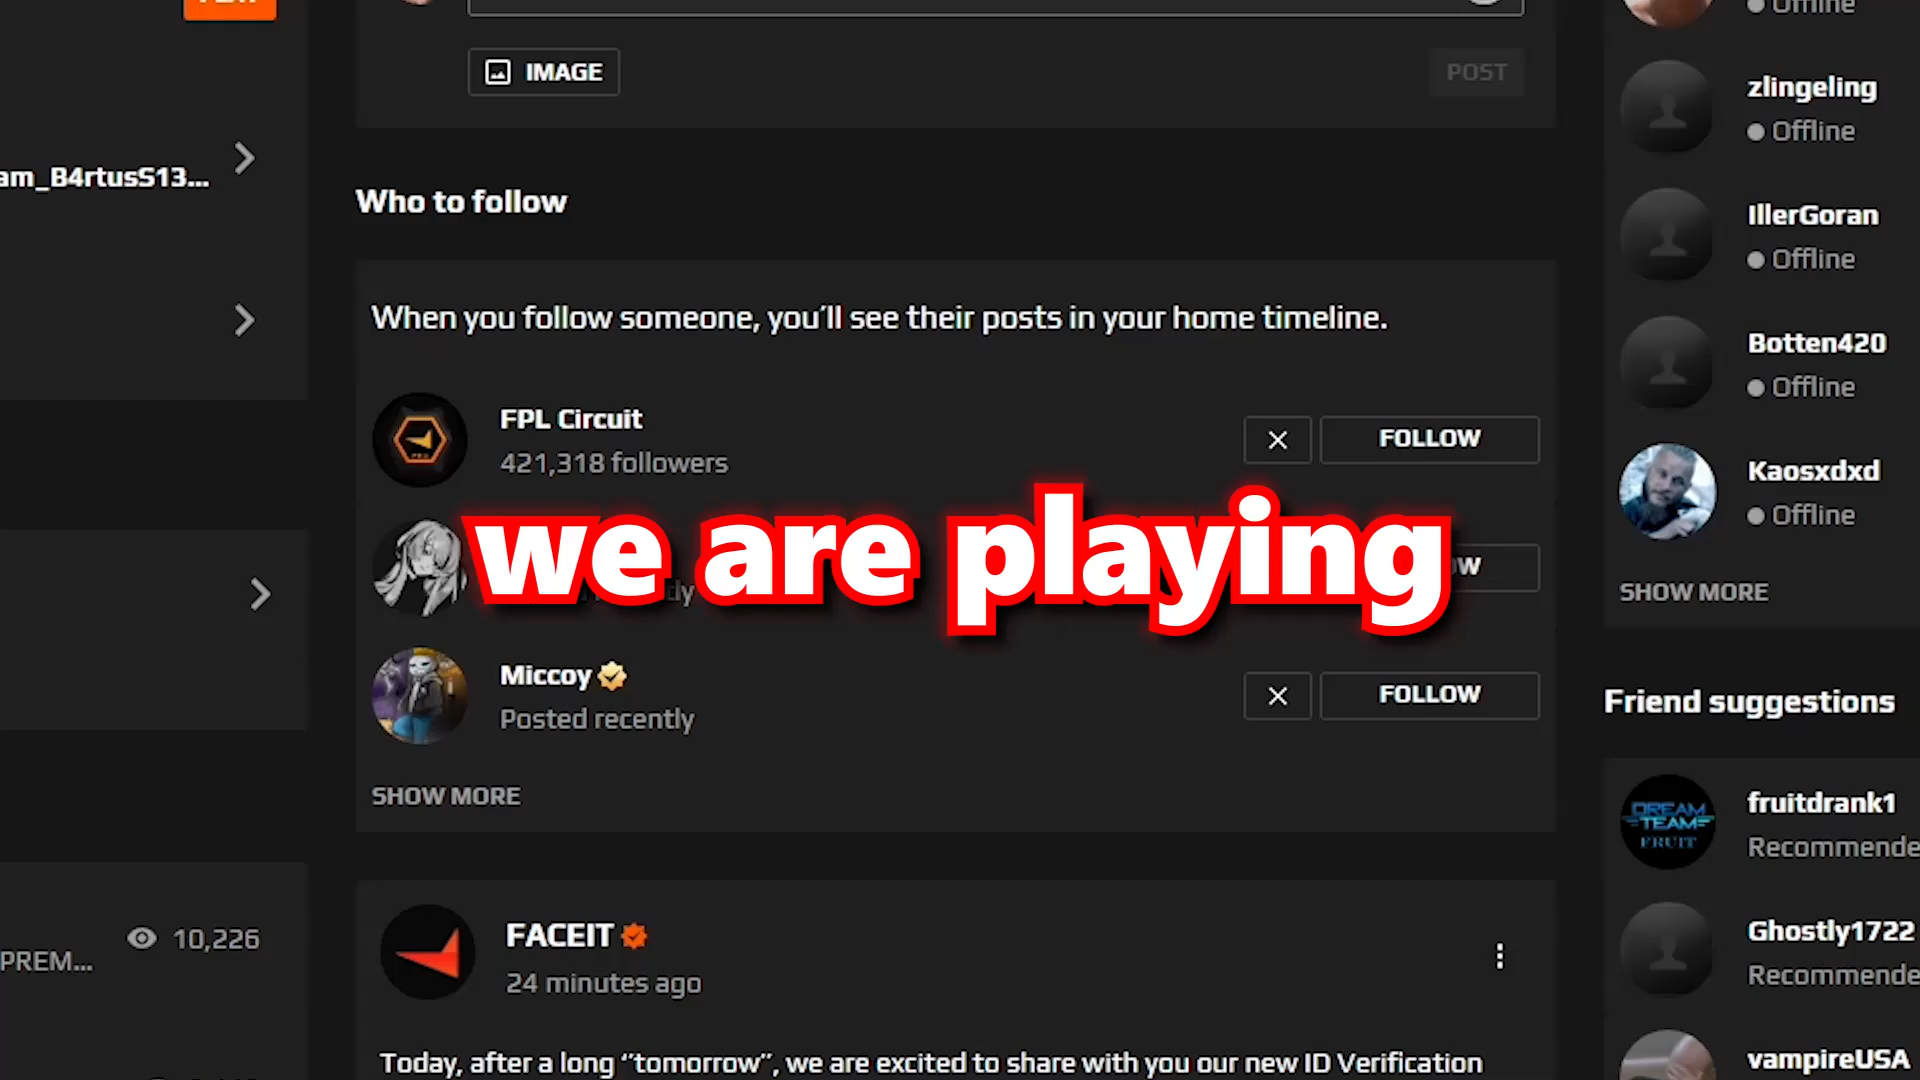 IMAGE
POST
am_B4rtusS13...
Who to follow
When you follow someone, you'll see their posts in your home timeline.
FPL Circuit
421,318 followers
FOLLOW
we are playing
Miccoy
Posted recently
FOLLOW
SHOW MORE
10,226
PREM...
FACEIT
24 minutes ago
Today, after a long “tomorrow”, we are excited to share with you our new ID Verification
Offline
zlingeling
Offline
IllerGoran
Offline
Botten420
Offline
Kaosxdxd
Offline
SHOW MORE
Friend suggestions
DREAM
TEAM
FRUIT
fruitdrank1
Recommende
Ghostly1722
Recommende
vampireUSA